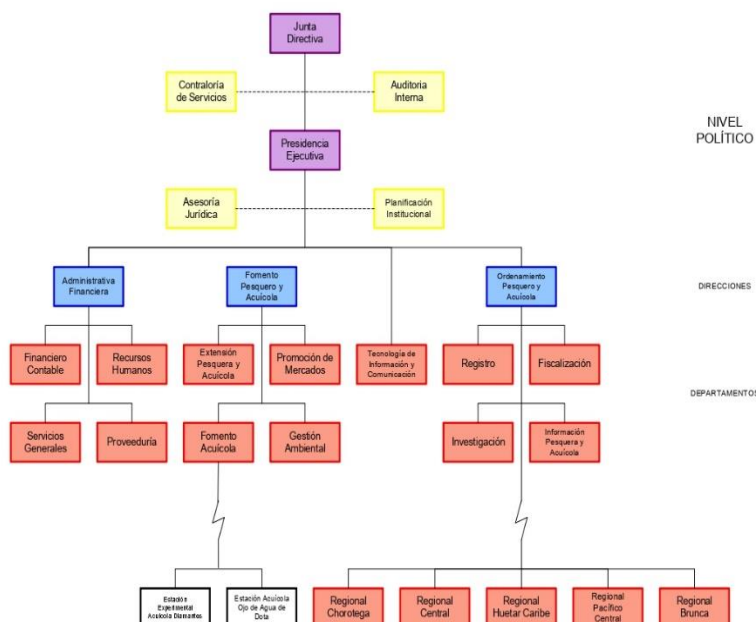 Junta
Directiva
Contraloría
de Servicios
Auditoria
Interna
NIVEL
POLÍTICO
Presidencia
Ejecutiva
Asesoría
Jurídica
Planificación
Institucional
Administrativa
Financiera
Fomento
Pesquero y
Acuícola
Ordenamiento
Pesquero y
Acuícola
DIRECCIONES
Financiero
Contable
Recursos
Humanos
Extensión
Pesquera y
Acuícola
Promoción de
Mercados
Tecnología de
Información y
Comunicación
Registro
Fiscalización
DEPARTAMENTOS
Servicios
Generales
Proveeduría
Fomento
Acuícola
Gestión
Ambiental
Investigación
Información
Pesquera y
Acuícola
Estación
Experimental
Acuícola Diamantes
Estación Acuícola
Ojo de Agua de
Dota
Regional
Chorotega
Regional
Central
Regional
Huetar Caribe
Regional
Pacífico
Central
Regional
Brunca